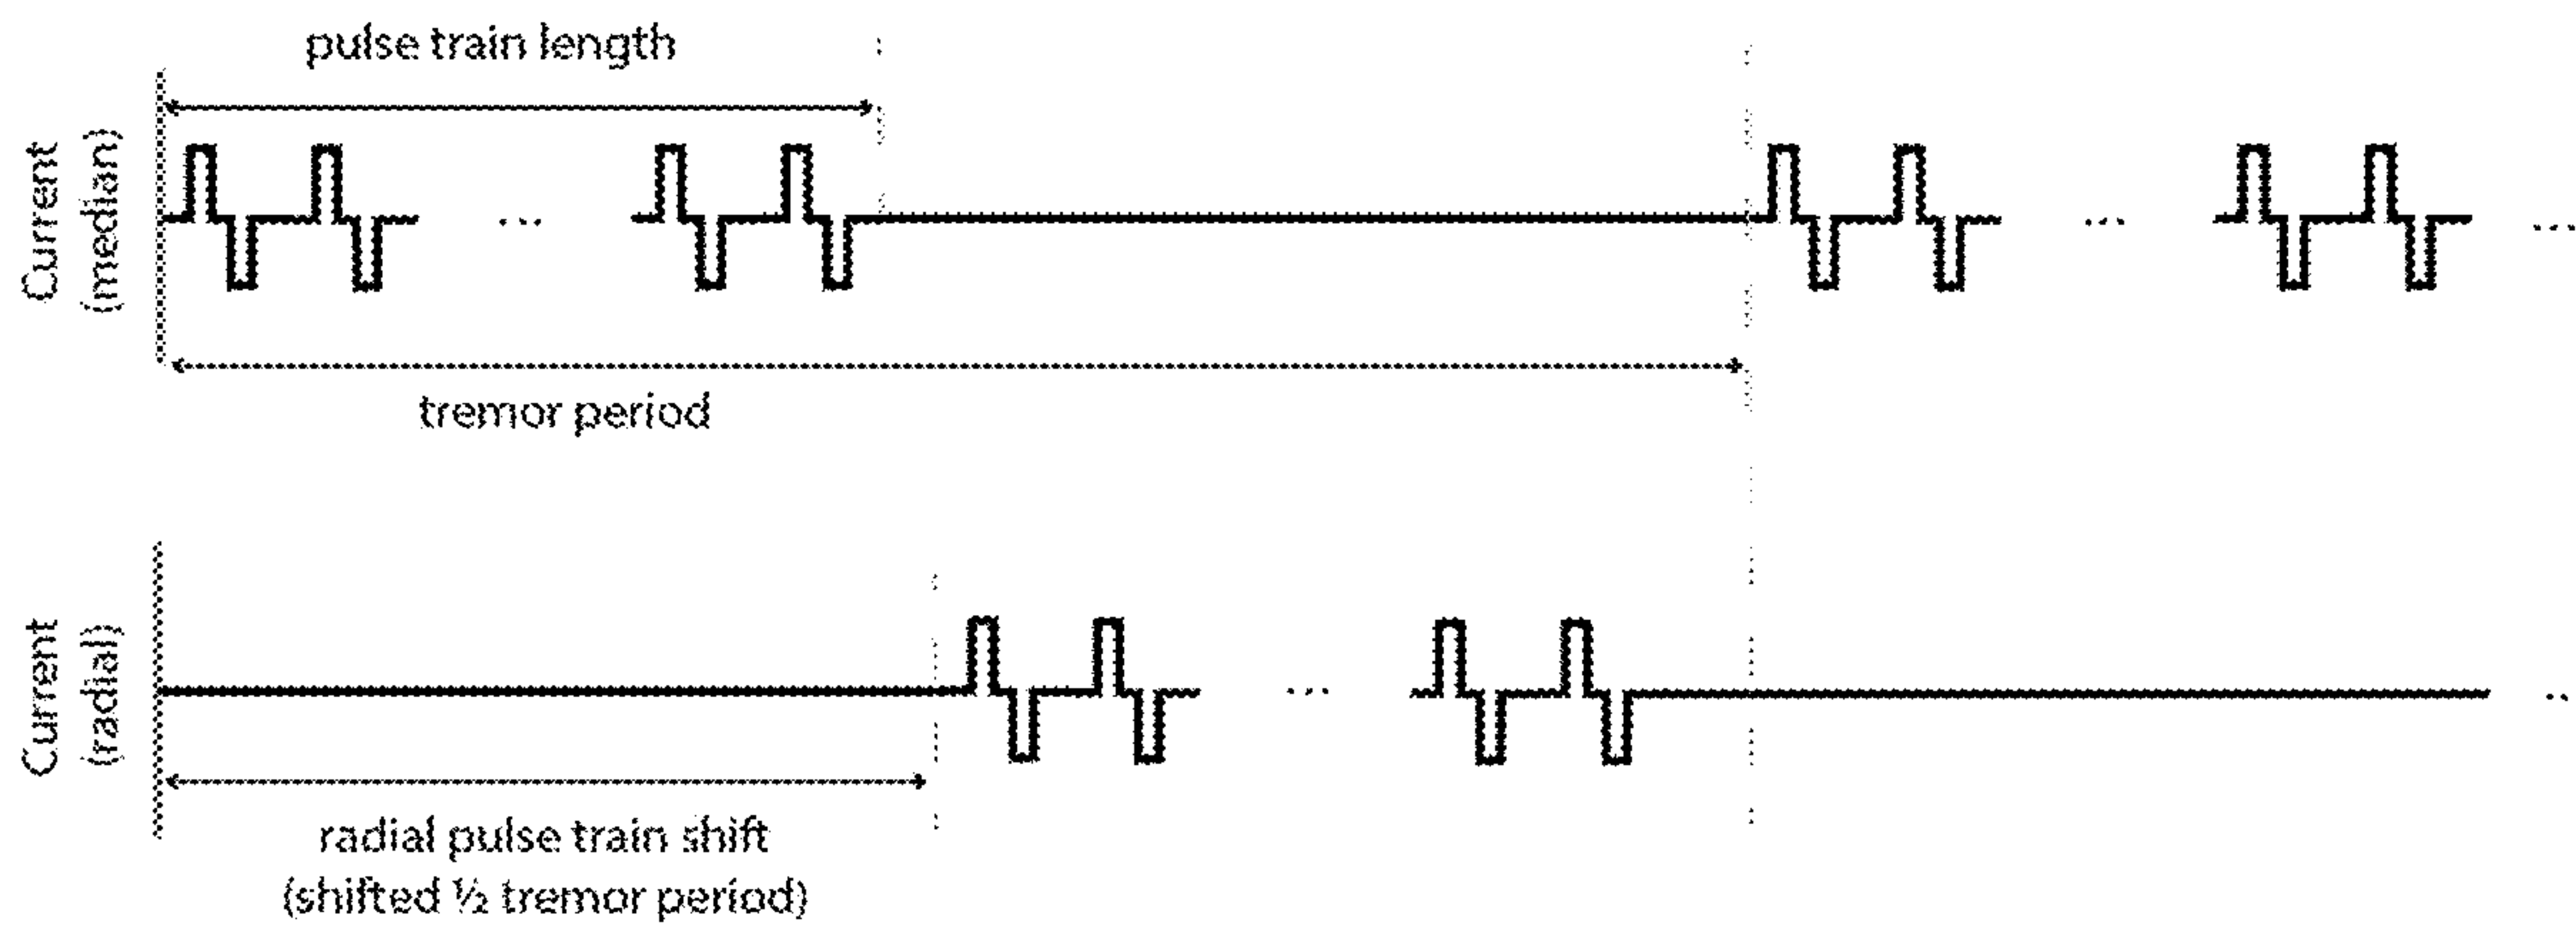 pulse train length
Current
(median)
...
...
...
tremor period
Current
(radial)
...
..
radial pulse train shift
(shifted ½ tremor period)